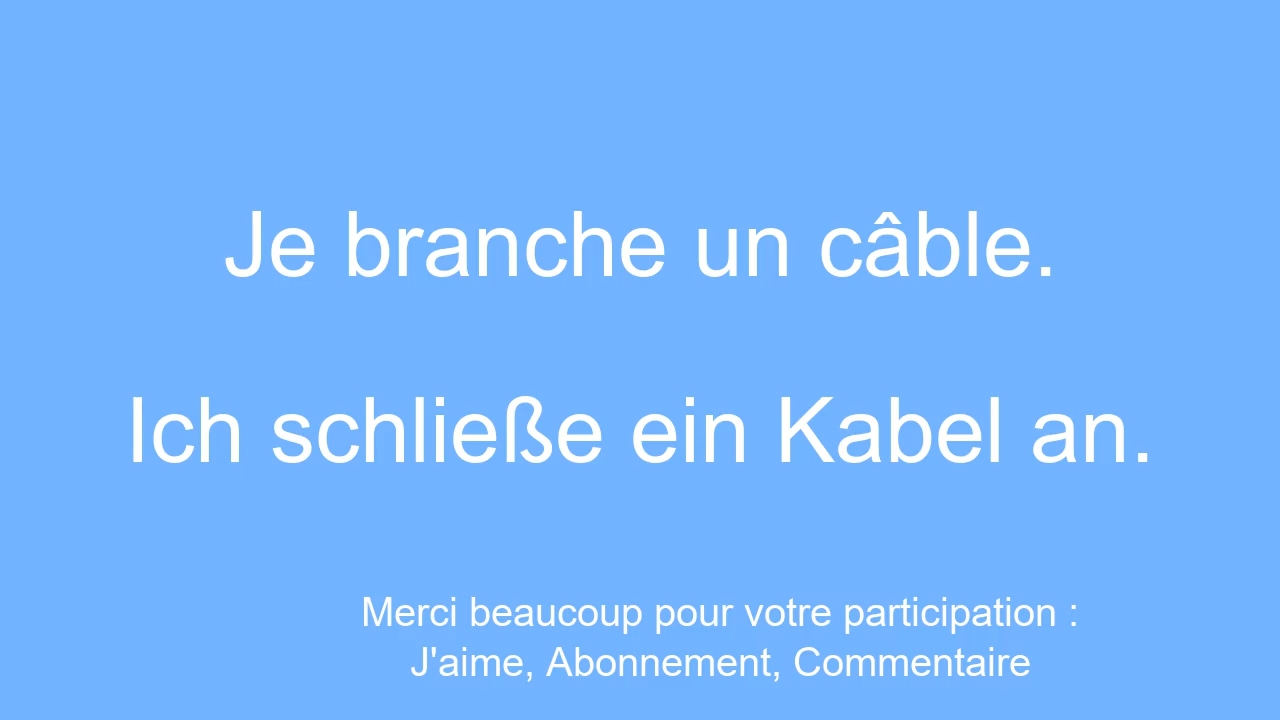 Je branche un câble.
Ich schließe ein Kabel an.
Merci beaucoup pour votre participation :
J'aime, Abonnement, Commentaire